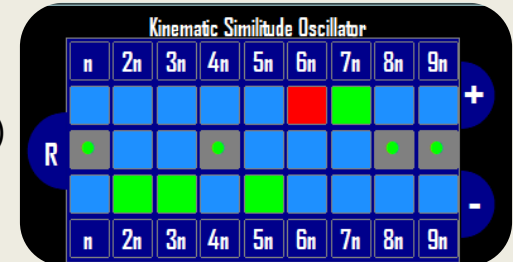 Kinematic Similitude Oscillator
n 2n 3n 4n 5n 6n 7n 8n 9n
+
R
-
n 2n 3n 4n 5n 6n 7n 8n 9n